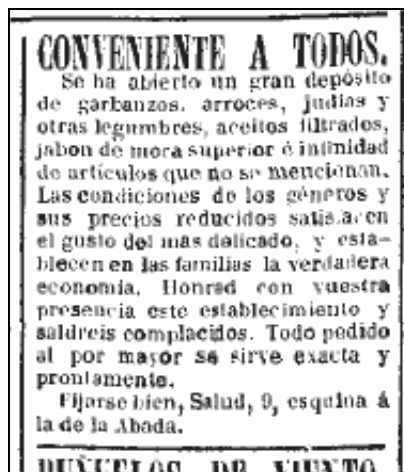 CONVENIENTE A TODOS.
Se ha abierto un gran depósito
de garbanzos, arroces, judías y
otras legumbres, aceites filtrados,
jabon de mora superior é infinidad
de artículos que no se mencionan.
Las condiciones de los géneros y
sus precios reducidos satisfacen
el gusto del mas delicado, y esta-
blecen en las familias la verdadera
economía. Honrad con vuestra
presencia este establecimiento y
saldreis complacidos. Todo pedido
al por mayor se sirve exacta y
prontamente.
Fijarse bien, Salud, 9, esquina á
la de la Abada.
BUÑUELOS DE VIENTO